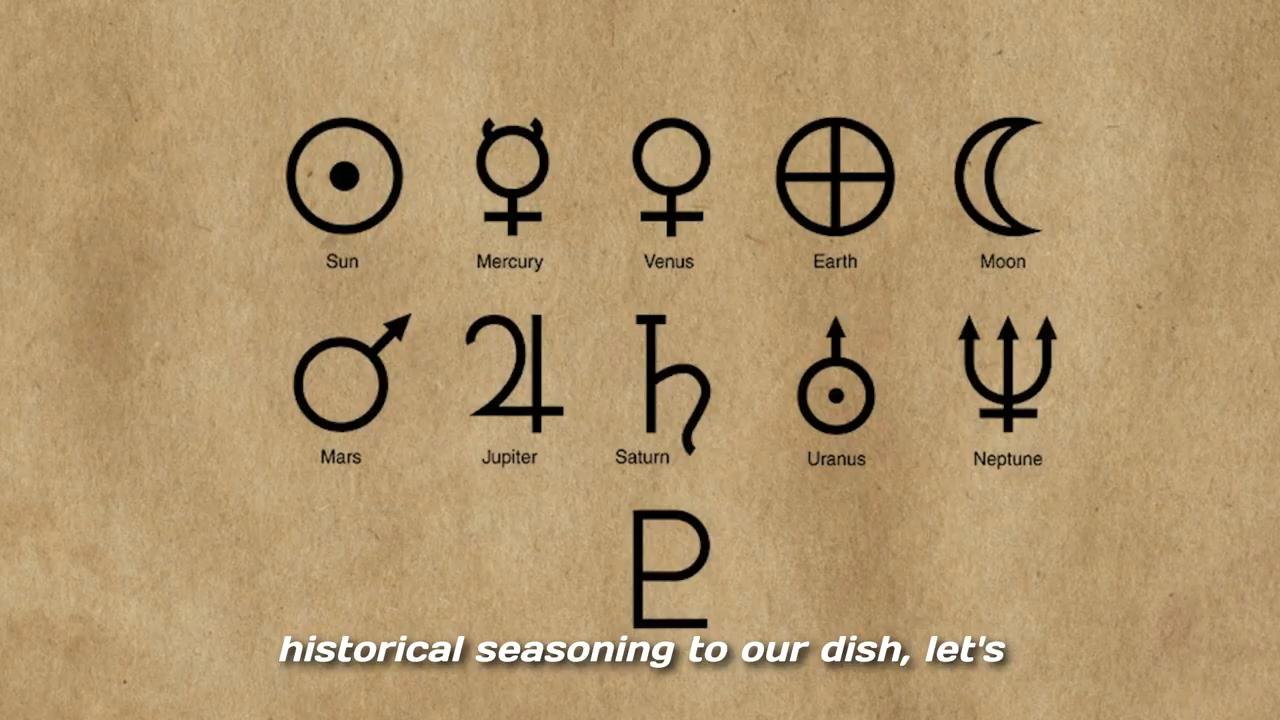 Sun Mercury Venus Earth Moon
Mars Jupiter Saturn Uranus Neptune
historical seasoning to our dish, let's